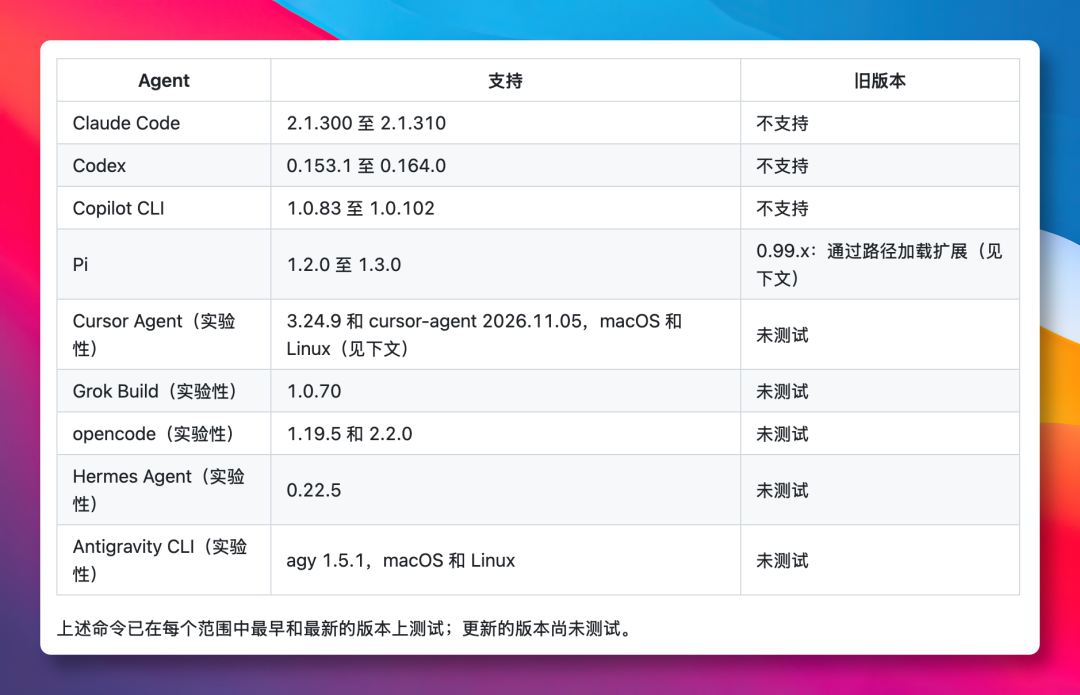 Agent 支持 旧版本
Claude Code 2.1.300 至 2.1.310 不支持
Codex 0.153.1 至 0.164.0 不支持
Copilot CLI 1.0.83 至 1.0.102 不支持
Pi 1.2.0 至 1.3.0 0.99.x：通过路径加载扩展（见
下文）
Cursor Agent（实验
性） 3.24.9 和 cursor-agent 2026.11.05，macOS 和
Linux（见下文） 未测试
Grok Build（实验性） 1.0.70 未测试
opencode（实验性） 1.19.5 和 2.2.0 未测试
Hermes Agent（实验
性） 0.22.5 未测试
Antigravity CLI（实验
性） agy 1.5.1，macOS 和 Linux 未测试
上述命令已在每个范围中最早和最新的版本上测试；更新的版本尚未测试。